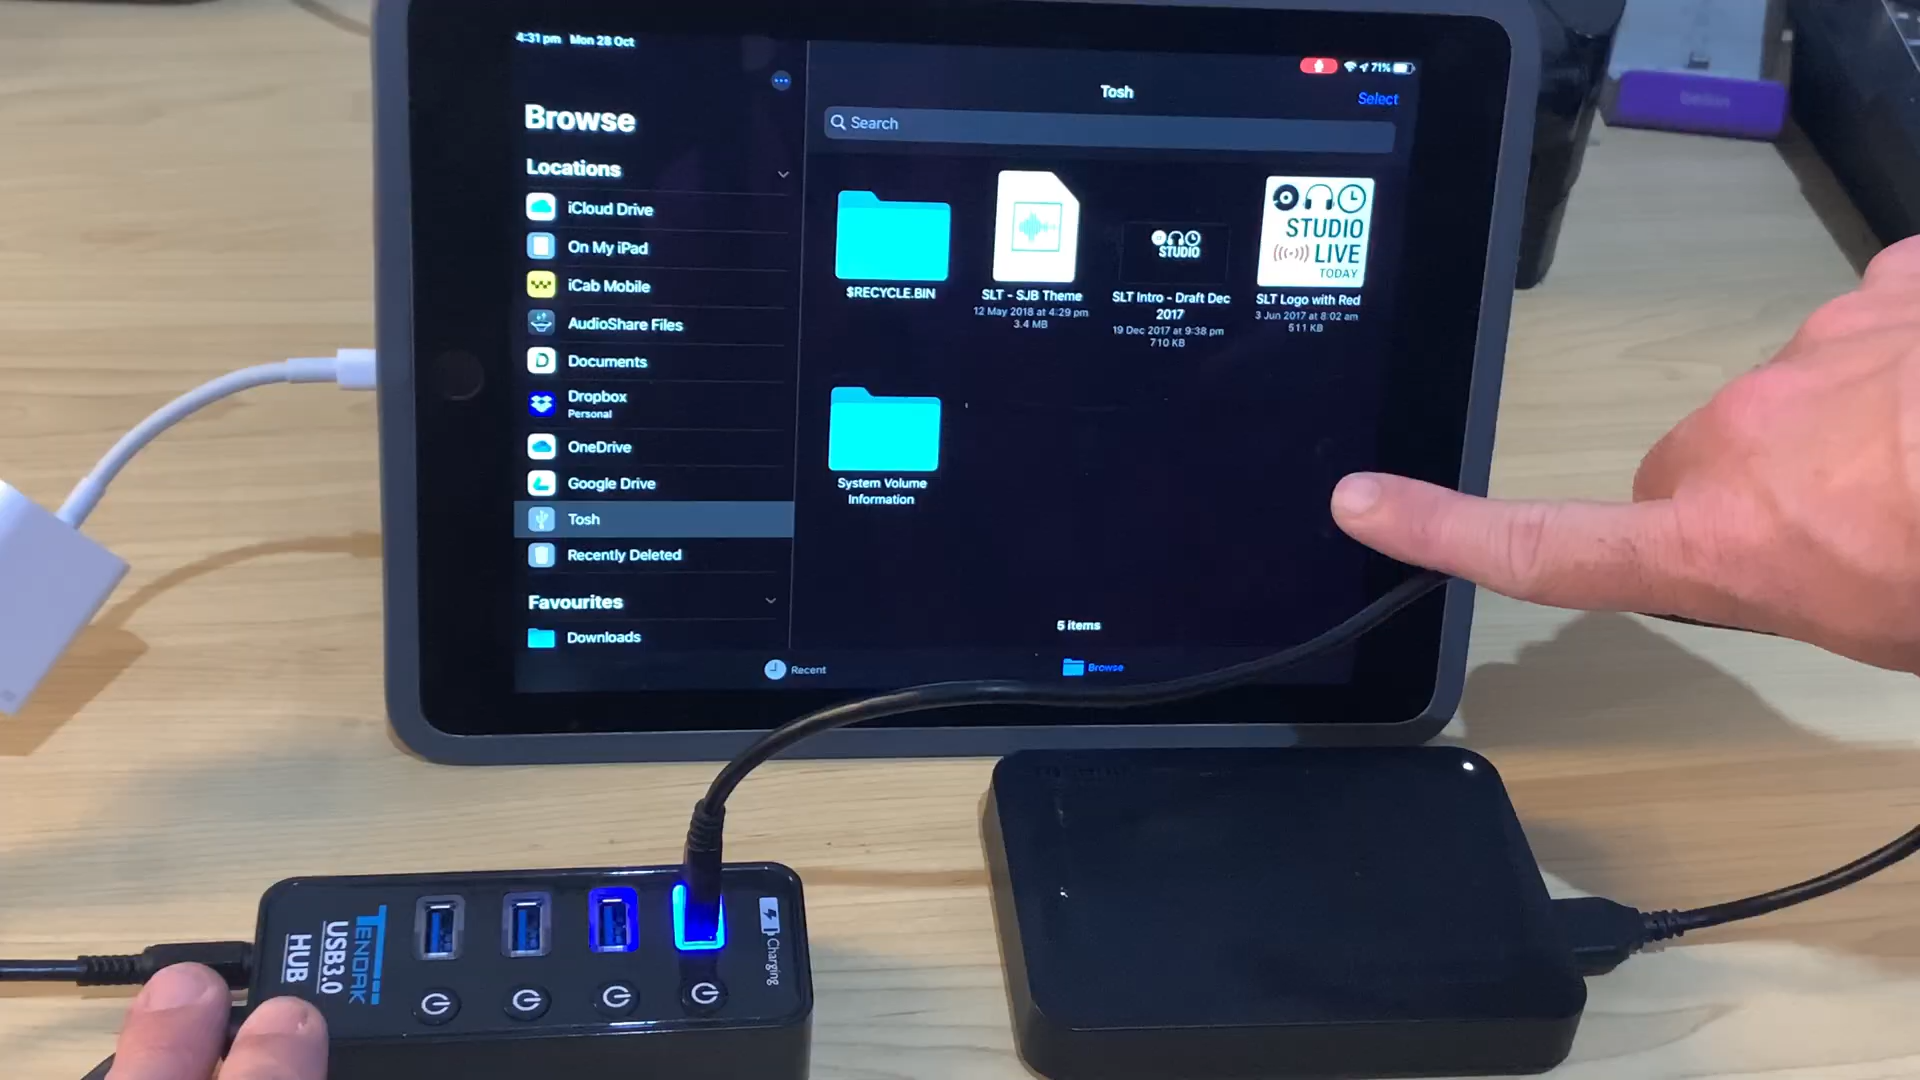 4:31 pm Mon 28 Oct
71%
Browse
Locations
iCloud Drive
On My iPad
iCab Mobile
AudioShare Files
Documents
Dropbox
Personal
OneDrive
Google Drive
Tosh
Recently Deleted
Favourites
Downloads
Tosh
Select
Search
$RECYCLE.BIN
SLT - SJB Theme
12 May 2018 at 4:29 pm
3.4 MB
STUDIO
SLT Intro - Draft Dec
2017
19 Dec 2017 at 9:38 pm
710 KB
STUDIO
LIVE
TODAY
SLT Logo with Red
3 Jun 2017 at 8:02 am
511 KB
System Volume
Information
5 items
Recent
Browse
TENDAK
USB3.0
HUB
Charging